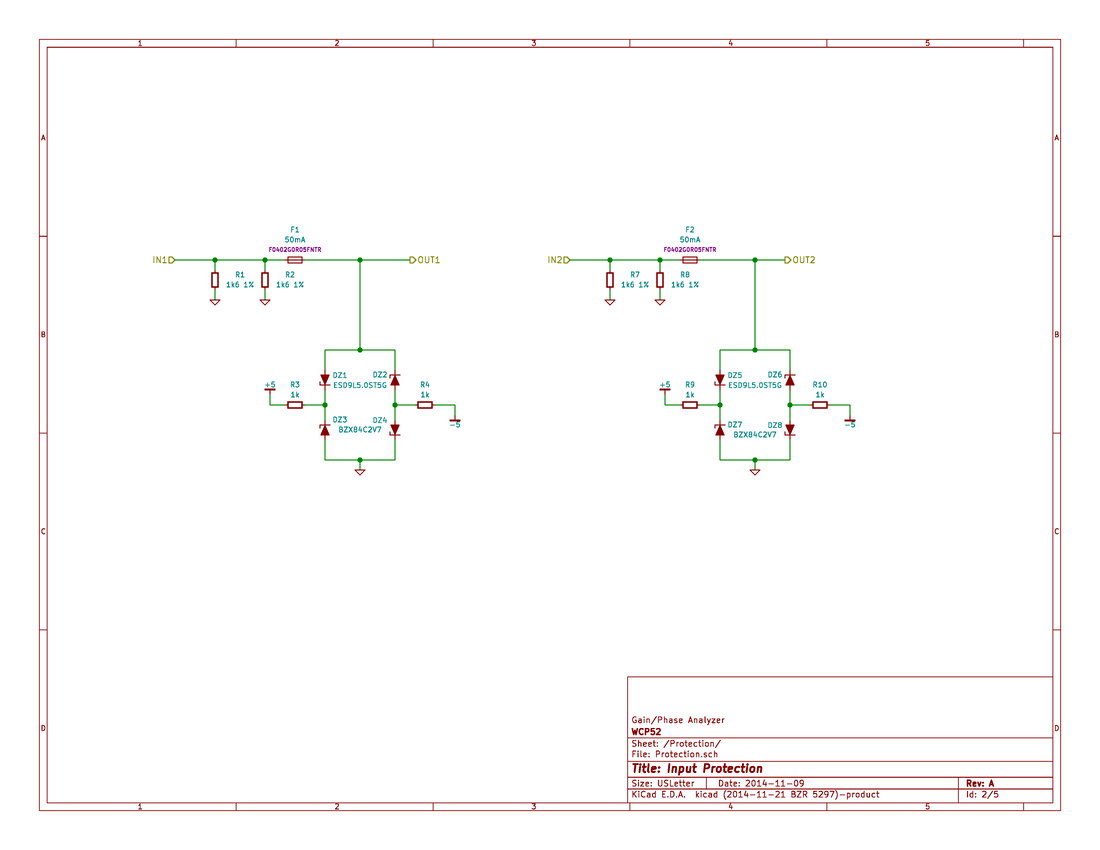 1 2 3 4 5
A A
F1 F2
50mA 50mA
F0402G0R05FNTR F0402G0R05FNTR
IN1 OUT1 IN2 OUT2
R1 R2 R7 R8
1k6 1% 1k6 1% 1k6 1% 1k6 1%
B B
DZ1 DZ2 DZ5 DZ6
+5 R3 ESD9L5.0ST5G R4 +5 R9 ESD9L5.0ST5G R10
1k 1k 1k 1k
DZ3 DZ4 -5 DZ7 DZ8 -5
BZX84C2V7 BZX84C2V7
C C
Gain/Phase Analyzer
D D
WCP52
Sheet: /Protection/
File: Protection.sch
Title: Input Protection
Size: USLetter Date: 2014-11-09 Rev: A
KiCad E.D.A. kicad (2014-11-21 BZR 5297)-product Id: 2/5
1 2 3 4 5